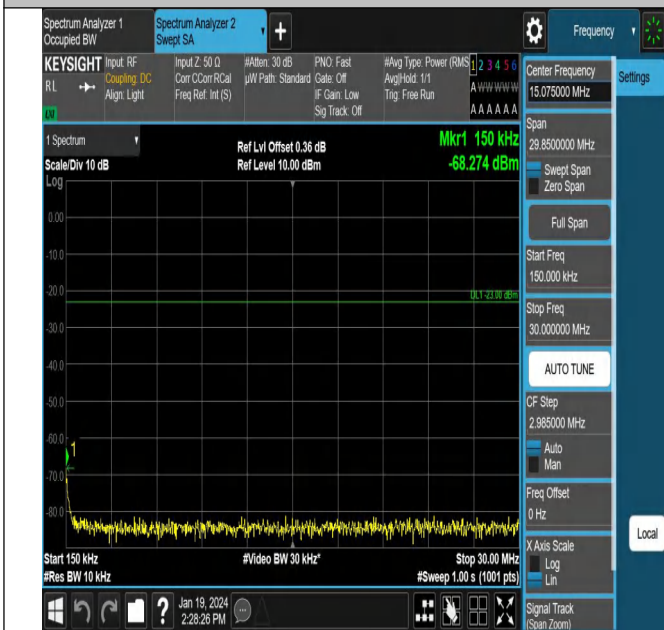 Spectrum Analyzer 1
Occupied BW
Spectrum Analyzer 2
Swept SA
+
Frequency
KEYSIGHT
RL
Input: RF
Coupling: DC
Align: Light
Input Z: 50 Ω
Corr CCorr RCal
Freq Ref: Int (S)
#Atten: 30 dB
µW Path: Standard
PNO: Fast
Gate: Off
IF Gain: Low
Sig Track: Off
#Avg Type: Power (RMS
Avg|Hold: 1/1
Trig: Free Run
1 2 3 4 5 6
A W W W W W
A A A A A A
1 Spectrum
Scale/Div 10 dB
Ref Lvl Offset 0.36 dB
Ref Level 10.00 dBm
Mkr1 150 kHz
-68.274 dBm
Log
0.00
-10.0
-20.0
DL1 -23.00 dBm
-30.0
-40.0
-50.0
-60.0
1
-70.0
-80.0
Start 150 kHz
#Video BW 30 kHz*
Stop 30.00 MHz
#Res BW 10 kHz
#Sweep 1.00 s (1001 pts)
Jan 19, 2024
2:28:26 PM
Settings
Center Frequency
15.075000 MHz
Span
29.8500000 MHz
Swept Span
Zero Span
Full Span
Start Freq
150.000 kHz
Stop Freq
30.000000 MHz
AUTO TUNE
CF Step
2.985000 MHz
Auto
Man
Freq Offset
0 Hz
X Axis Scale
Log
Lin
Local
Signal Track
(Span Zoom)